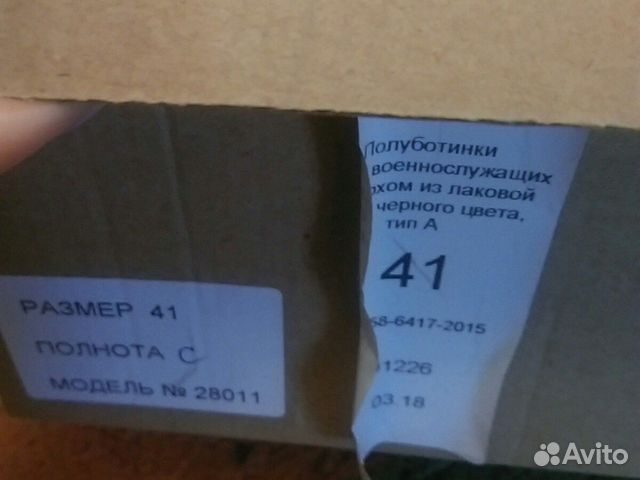 Полуботинки
военнослужащих
из лаковой
черного цвета,
тип А
41
-6417-2015
1226
03.18
РАЗМЕР 41
ПОЛНОТА С
МОДЕЛЬ № 28011
Avito